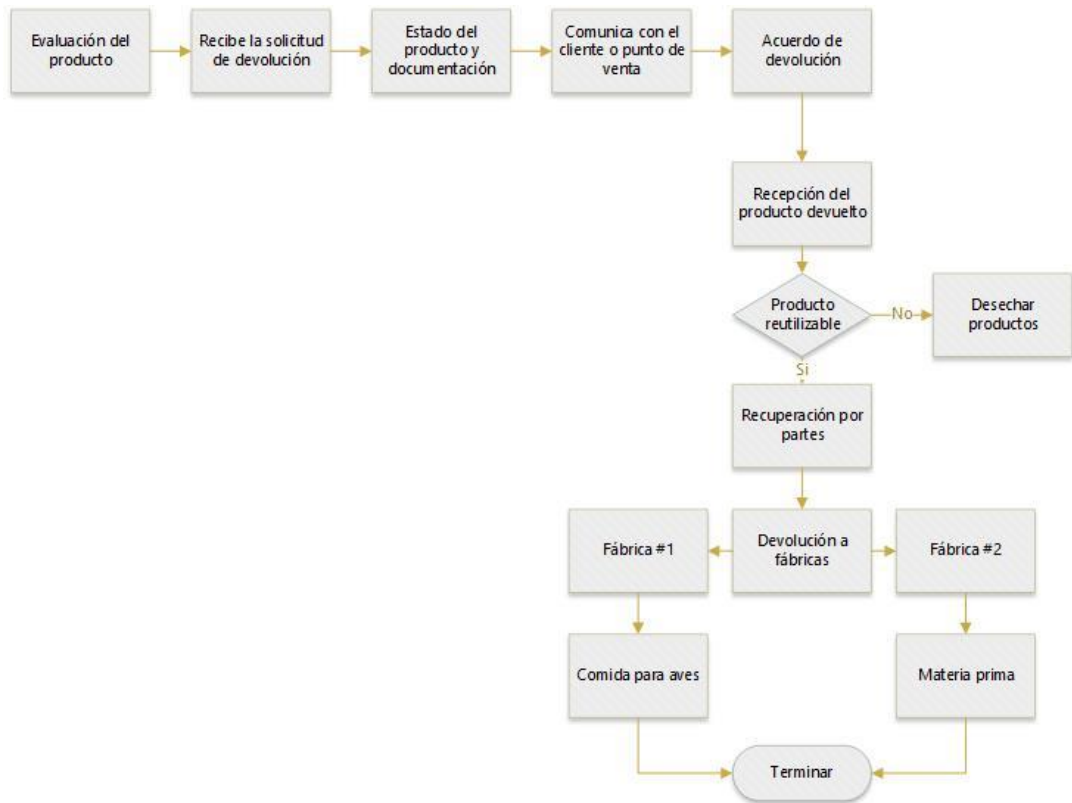 Evaluación del
producto
Recibe la solicitud
de devolución
Estado del
producto y
documentación
Comunica con el
cliente o punto de
venta
Acuerdo de
devolución
Recepción del
producto devuelto
Producto
reutilizable
No
Desechar
productos
Si
Recuperación por
partes
Fábrica #1
Devolución a
fábricas
Fábrica #2
Comida para aves
Materia prima
Terminar